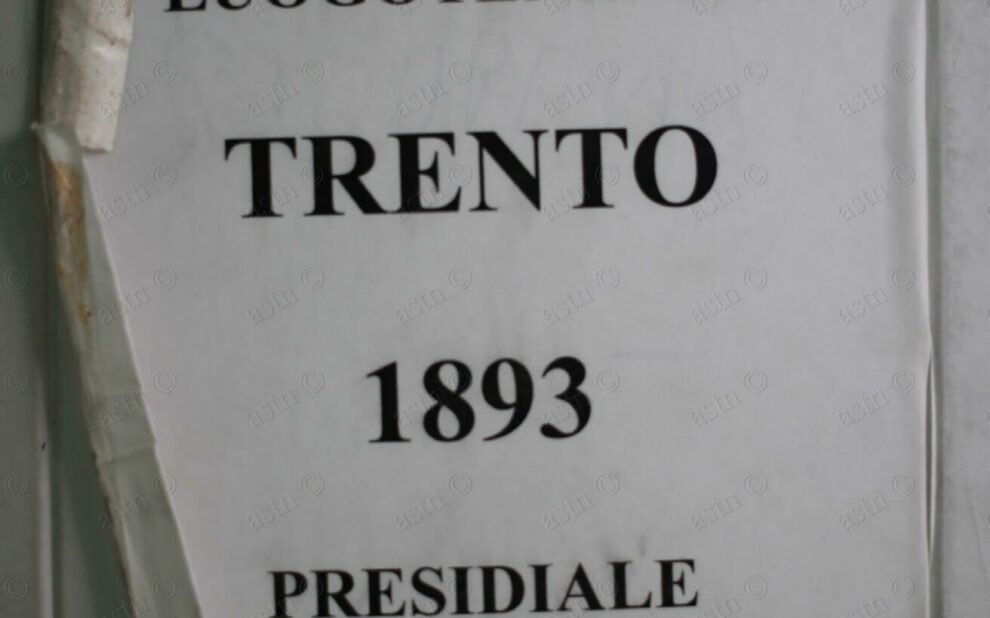 TRENTO
1893
PRESIDIALE